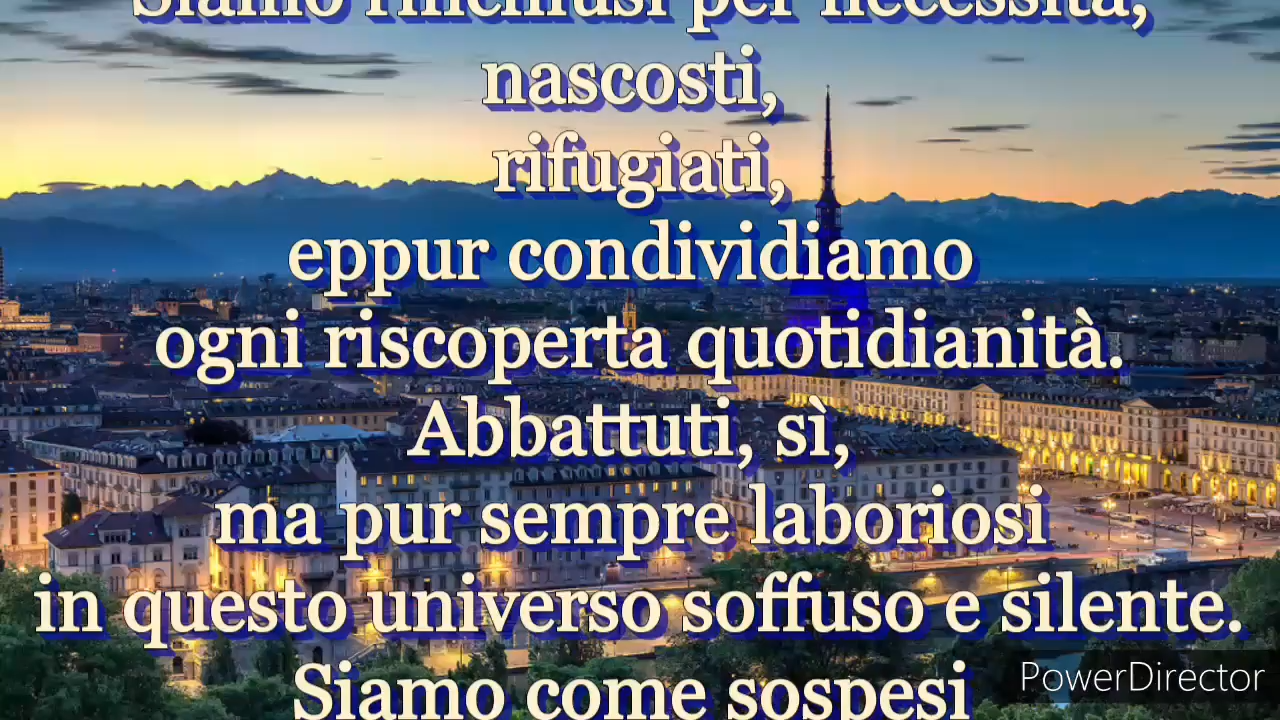 Siamo rinchiusi per necessità,
nascosti,
rifugiati,
eppur condividiamo
ogni riscoperta quotidianità.
Abbattuti, sì,
ma pur sempre laboriosi
in questo universo soffuso e silente.
Siamo come sospesi
PowerDirector